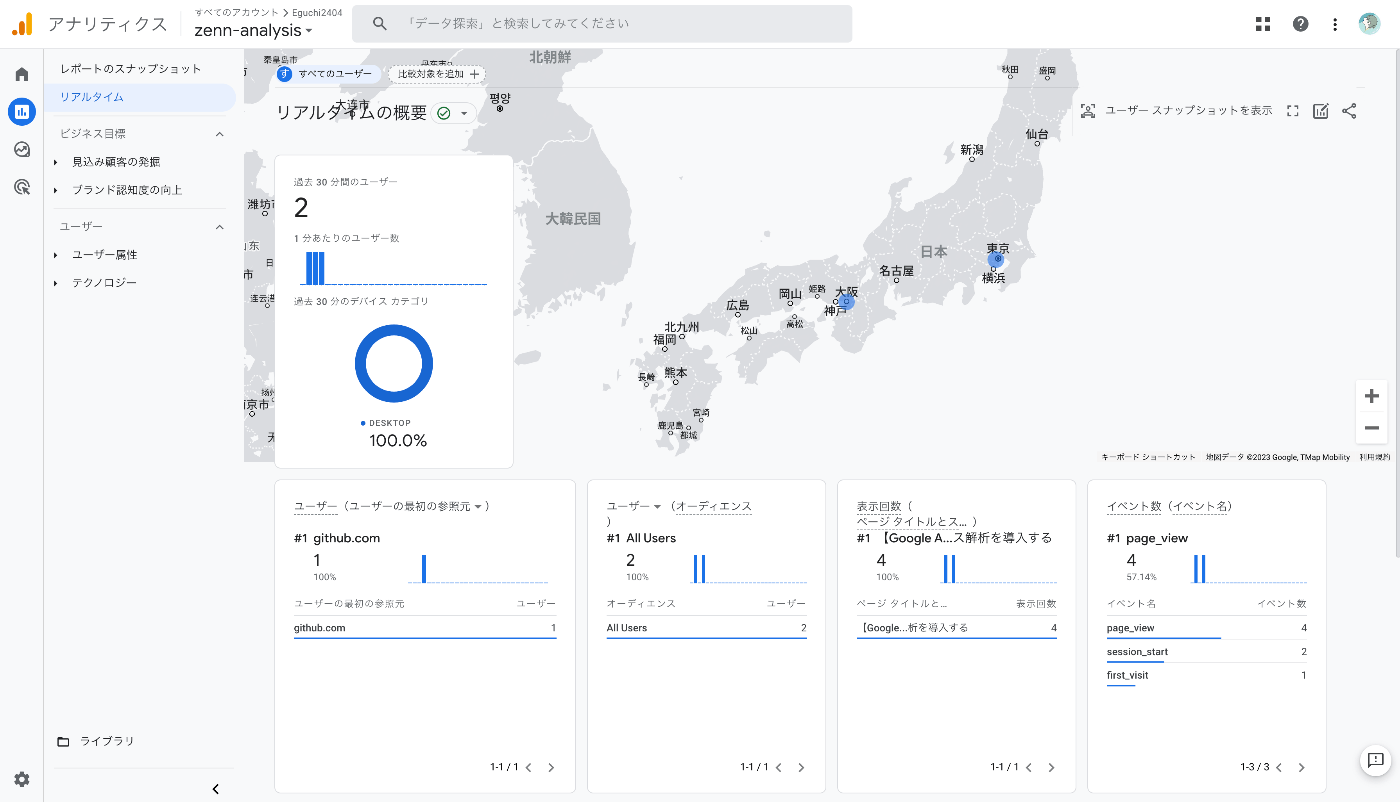 アナリティクス
すべてのアカウント > Eguchi2404
zenn-analysis
「データ探索」と検索してみてください
レポートのスナップショット
リアルタイム
ビジネス目標
見込み顧客の発掘
ブランド認知度の向上
ユーザー
ユーザー属性
テクノロジー
ライブラリ
す すべてのユーザー
比較対象を追加 +
リアルタイムの概要
ユーザー スナップショットを表示
秦皇島市
北朝鮮
平壌
大連市
大韓民国
秋田
盛岡
仙台
新潟
日本
東京
横浜
名古屋
大阪
神戸
姫路
岡山
高松
広島
松山
北九州
福岡
長崎
熊本
宮崎
鹿児島
都城
過去 30 分間のユーザー
2
1 分あたりのユーザー数
過去 30 分のデバイス カテゴリ
DESKTOP
100.0%
キーボード ショートカット
地図データ ©2023 Google, TMap Mobility
利用規約
ユーザー（ユーザーの最初の参照元）
#1 github.com
1
100%
ユーザーの最初の参照元 ユーザー
github.com 1
1-1 / 1
ユーザー（オーディエンス
）
#1 All Users
2
100%
オーディエンス ユーザー
All Users 2
1-1 / 1
表示回数（
ページ タイトルとス... ）
#1 【Google A...ス解析を導入する
4
100%
ページ タイトルと... 表示回数
【Google...析を導入する 4
1-1 / 1
イベント数（イベント名）
#1 page_view
4
57.14%
イベント名 イベント数
page_view 4
session_start 2
first_visit 1
1-3 / 3